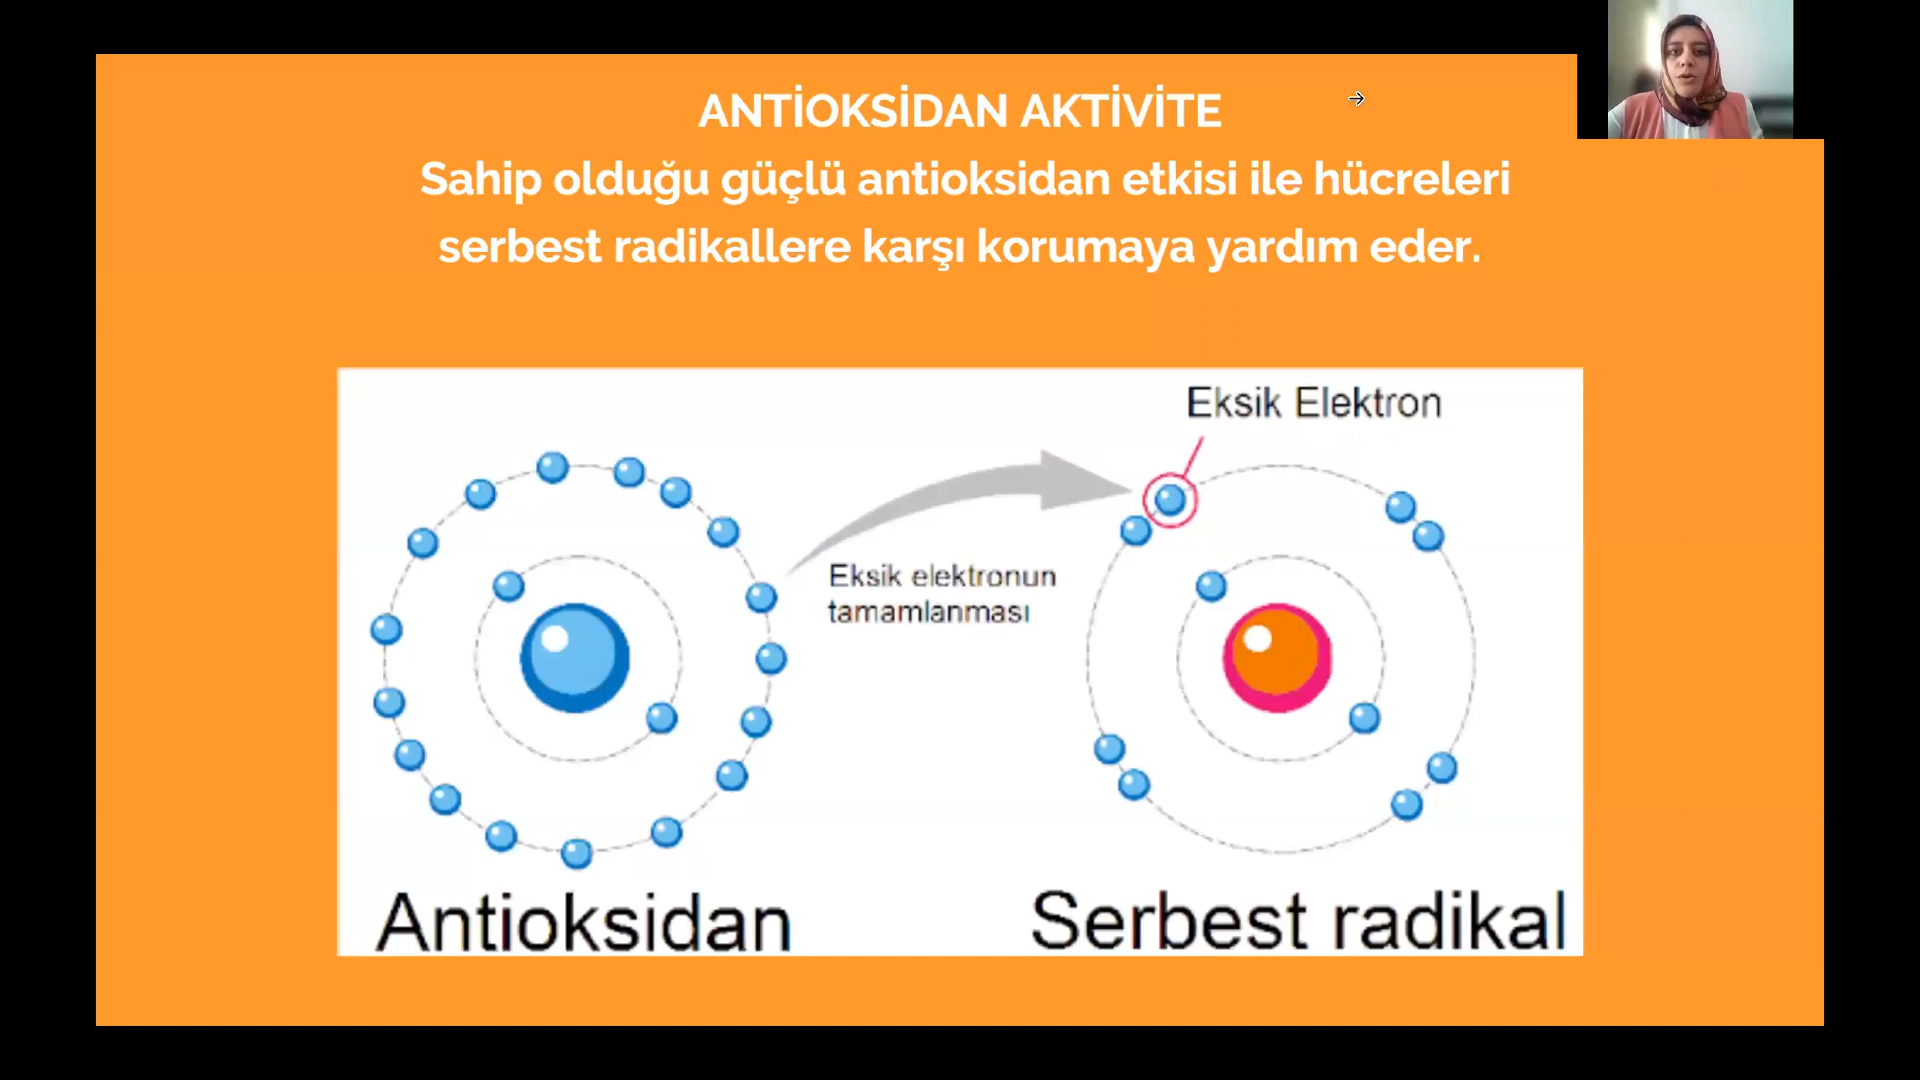 ANTİOKSİDAN AKTİVİTE
Sahip olduğu güçlü antioksidan etkisi ile hücreleri
serbest radikallere karşı korumaya yardım eder.
Eksik Elektron
Eksik elektronun
tamamlanması
Antioksidan
Serbest radikal